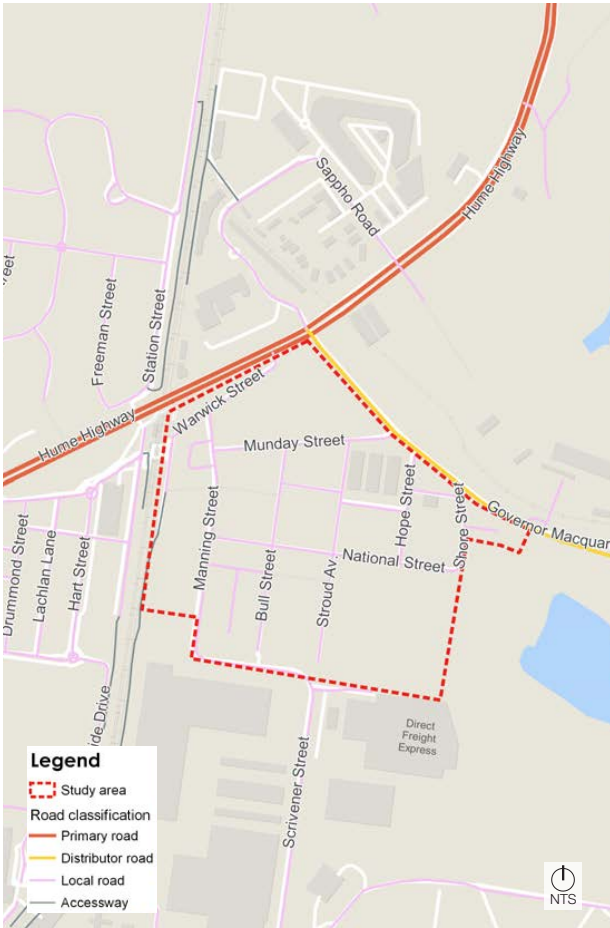 Sappho Road
Hume Highway
reet
Freeman Street
Station Street
Hume Highway
Warwick Street
Munday Street
Manning Street
Bull Street
Stroud Av.
Hope Street
Shore Street
Governor Macquar
National Street
Drummond Street
Lachlan Lane
Hart Street
ide Drive
Scrivener Street
Direct
Freight
Express
Legend
Study area
Road classification
Primary road
Distributor road
Local road
Accessway
NTS